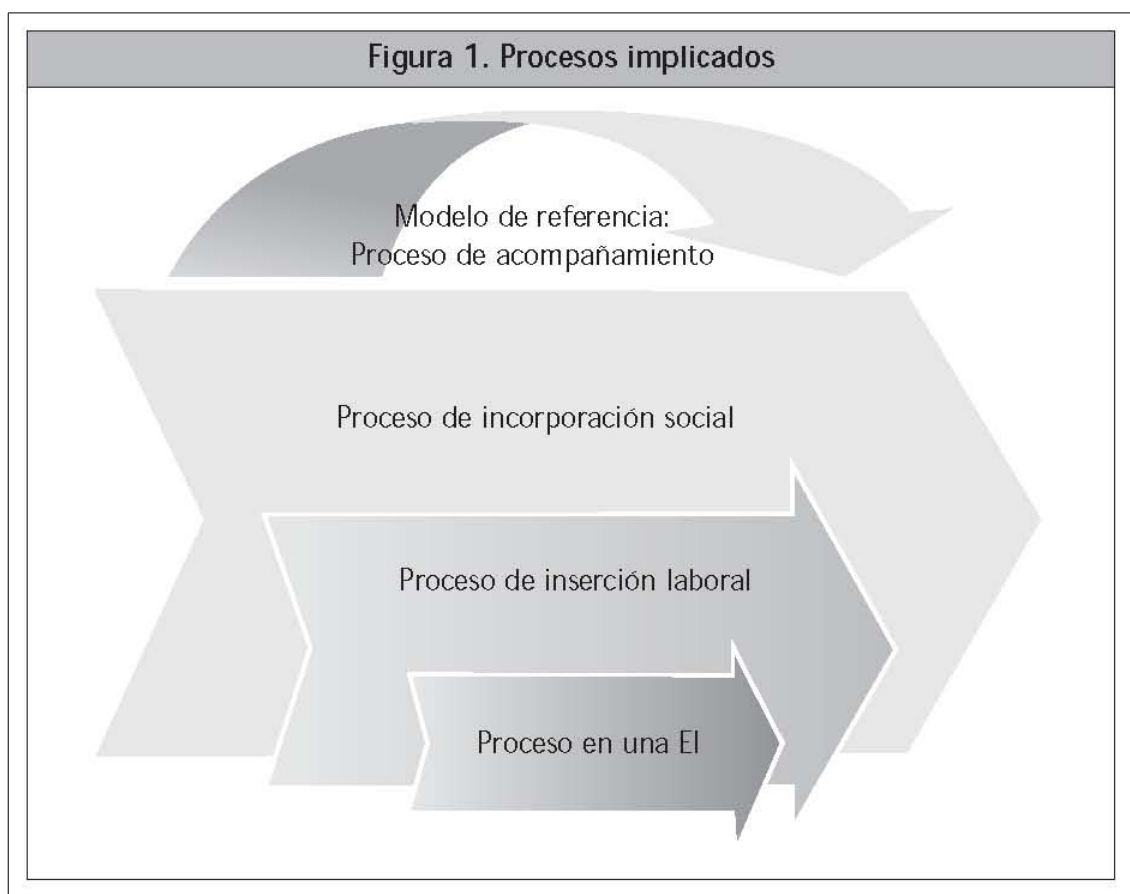 Figura 1. Procesos implicados
Modelo de referencia:
Proceso de acompañamiento
Proceso de incorporación social
Proceso de inserción laboral
Proceso en una EI